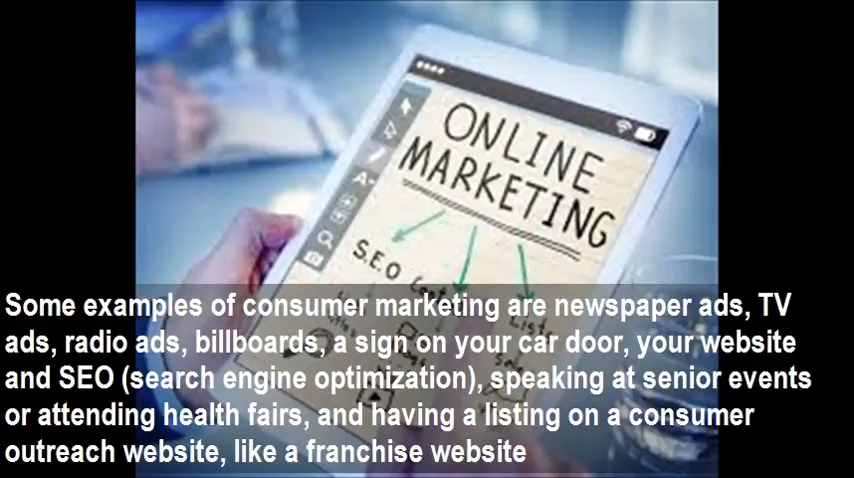 ONLINE
MARKETING
S.E.O
Some examples of consumer marketing are newspaper ads, TV
ads, radio ads, billboards, a sign on your car door, your website
and SEO (search engine optimization), speaking at senior events
or attending health fairs, and having a listing on a consumer
outreach website, like a franchise website